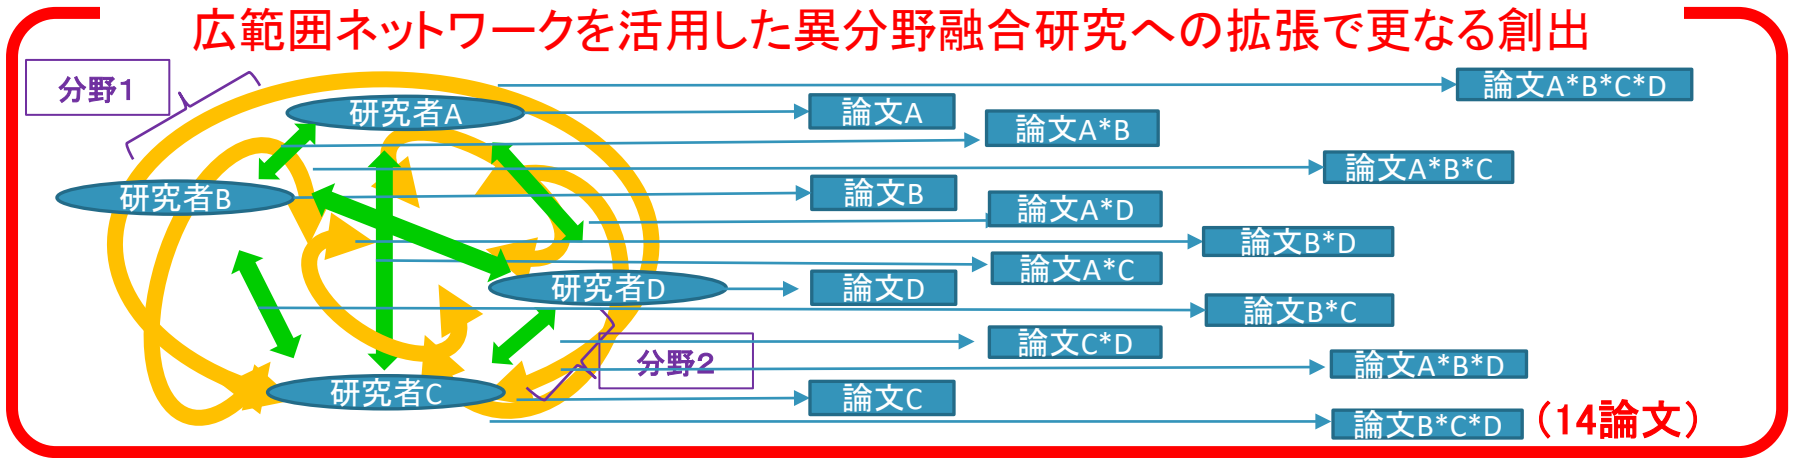 広範囲ネットワークを活用した異分野融合研究への拡張で更なる創出
分野1
研究者A
研究者B
研究者D
研究者C
分野2
論文A*B*C*D
論文A
論文A*B
論文A*B*C
論文B
論文A*D
論文B*D
論文A*C
論文D
論文B*C
論文C*D
論文A*B*D
論文C
論文B*C*D
(14論文)